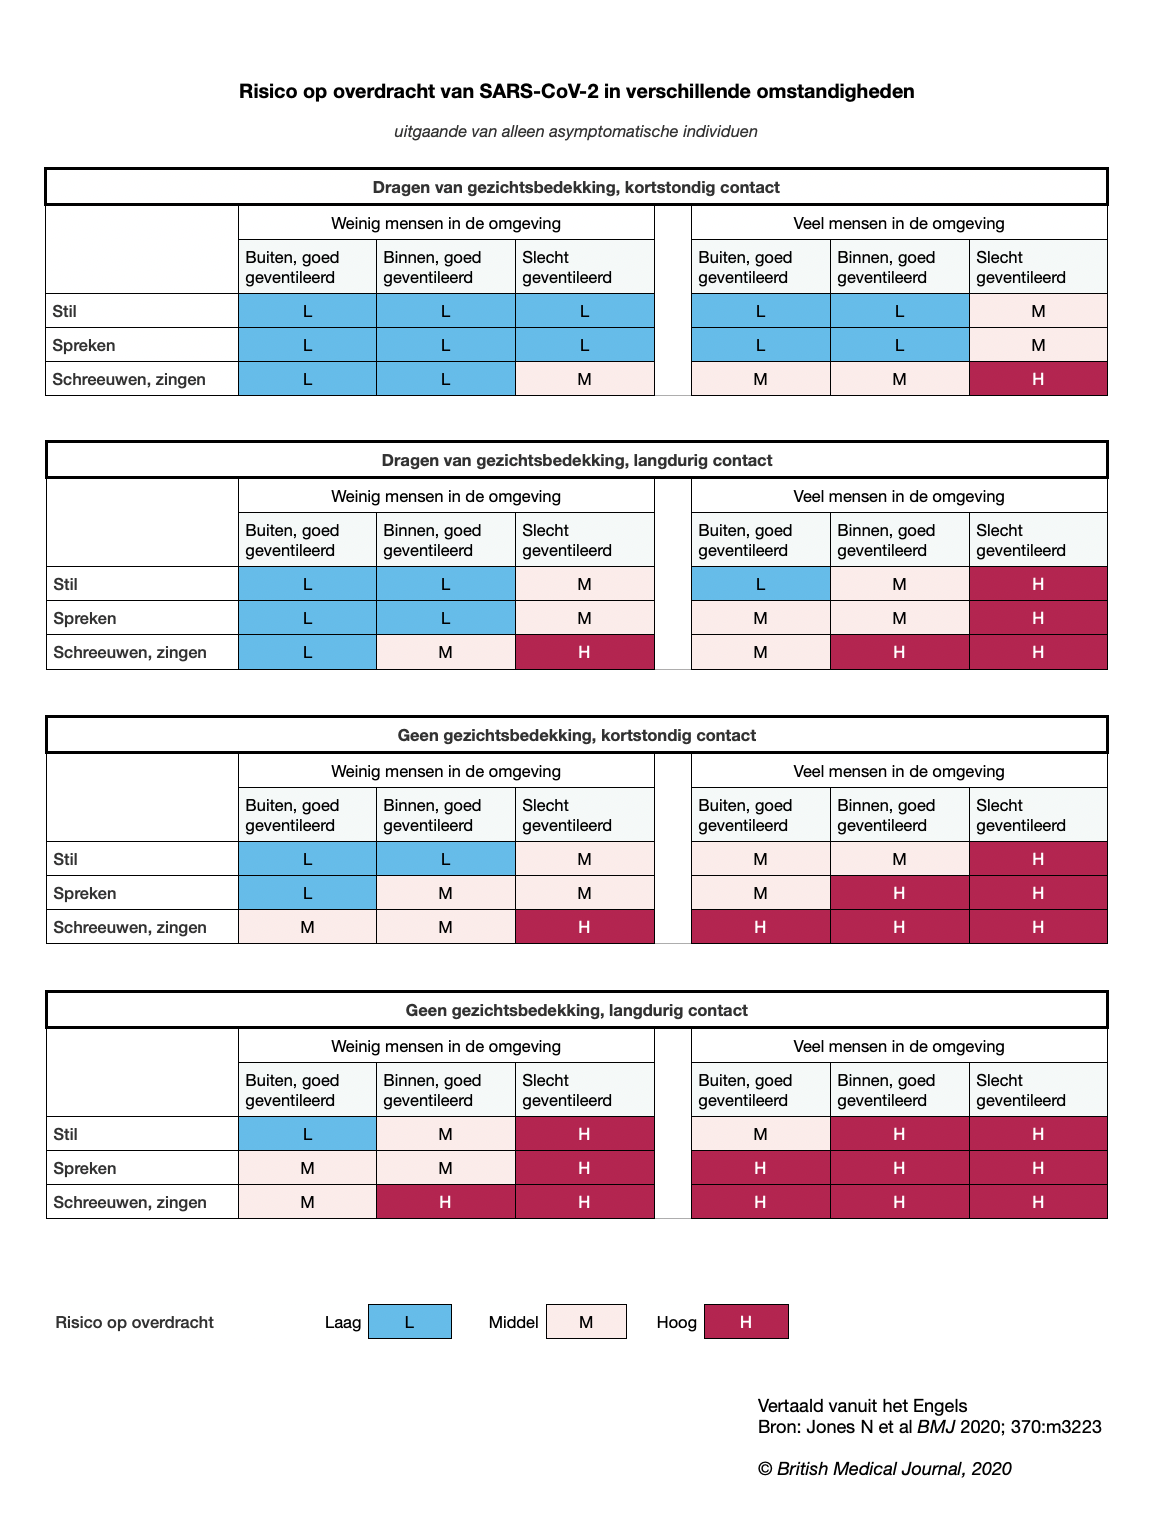 Risico op overdracht van SARS-CoV-2 in verschillende omstandigheden
uitgaande van alleen asymptomatische individuen
Dragen van gezichtsbedekking, kortstondig contact
Weinig mensen in de omgeving Veel mensen in de omgeving
Buiten, goed Binnen, goed Slecht Buiten, goed Binnen, goed Slecht
geventileerd geventileerd geventileerd geventileerd geventileerd geventileerd
Stil L L L L L M
Spreken L L L L L M
Schreeuwen, zingen L L M M M H
Dragen van gezichtsbedekking, langdurig contact
Weinig mensen in de omgeving Veel mensen in de omgeving
Buiten, goed Binnen, goed Slecht Buiten, goed Binnen, goed Slecht
geventileerd geventileerd geventileerd geventileerd geventileerd geventileerd
Stil L L M L M H
Spreken L L M M M H
Schreeuwen, zingen L M H M H H
Geen gezichtsbedekking, kortstondig contact
Weinig mensen in de omgeving Veel mensen in de omgeving
Buiten, goed Binnen, goed Slecht Buiten, goed Binnen, goed Slecht
geventileerd geventileerd geventileerd geventileerd geventileerd geventileerd
Stil L L M M M H
Spreken L M M M H H
Schreeuwen, zingen M M H H H H
Geen gezichtsbedekking, langdurig contact
Weinig mensen in de omgeving Veel mensen in de omgeving
Buiten, goed Binnen, goed Slecht Buiten, goed Binnen, goed Slecht
geventileerd geventileerd geventileerd geventileerd geventileerd geventileerd
Stil L M H M H H
Spreken M M H H H H
Schreeuwen, zingen M H H H H H
Risico op overdracht Laag L Middel M Hoog H
Vertaald vanuit het Engels
Bron: Jones N et al BMJ 2020; 370:m3223
© British Medical Journal, 2020